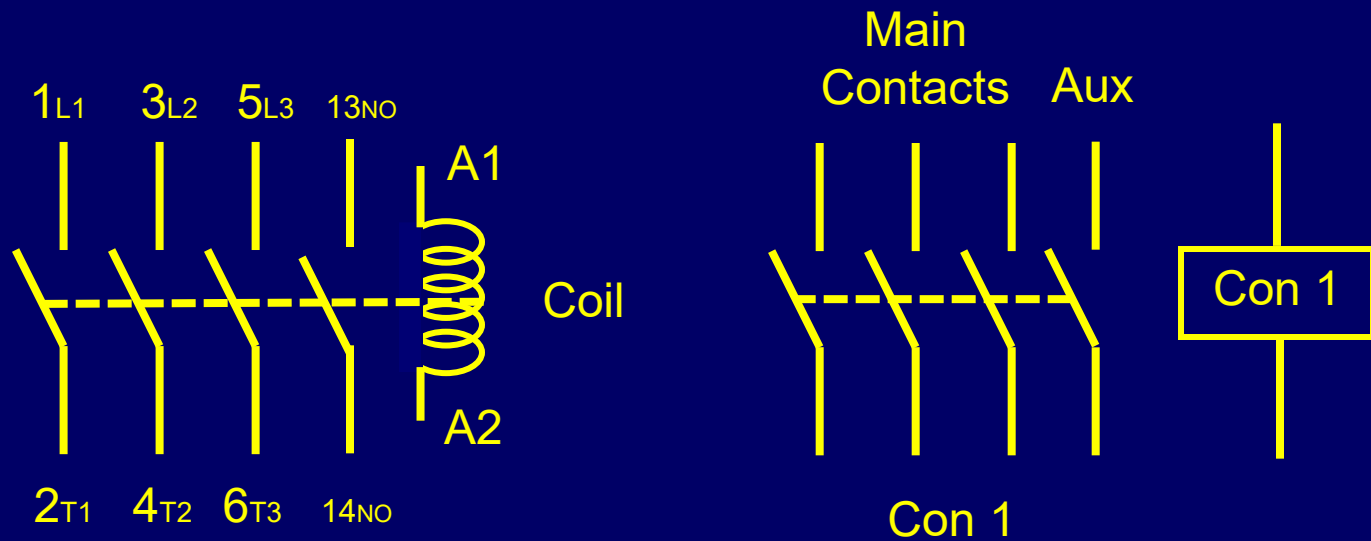 Main
Contacts Aux
1L1 3L2 5L3 13NO
A1
Coil
Con 1
A2
2T1 4T2 6T3 14NO
Con 1